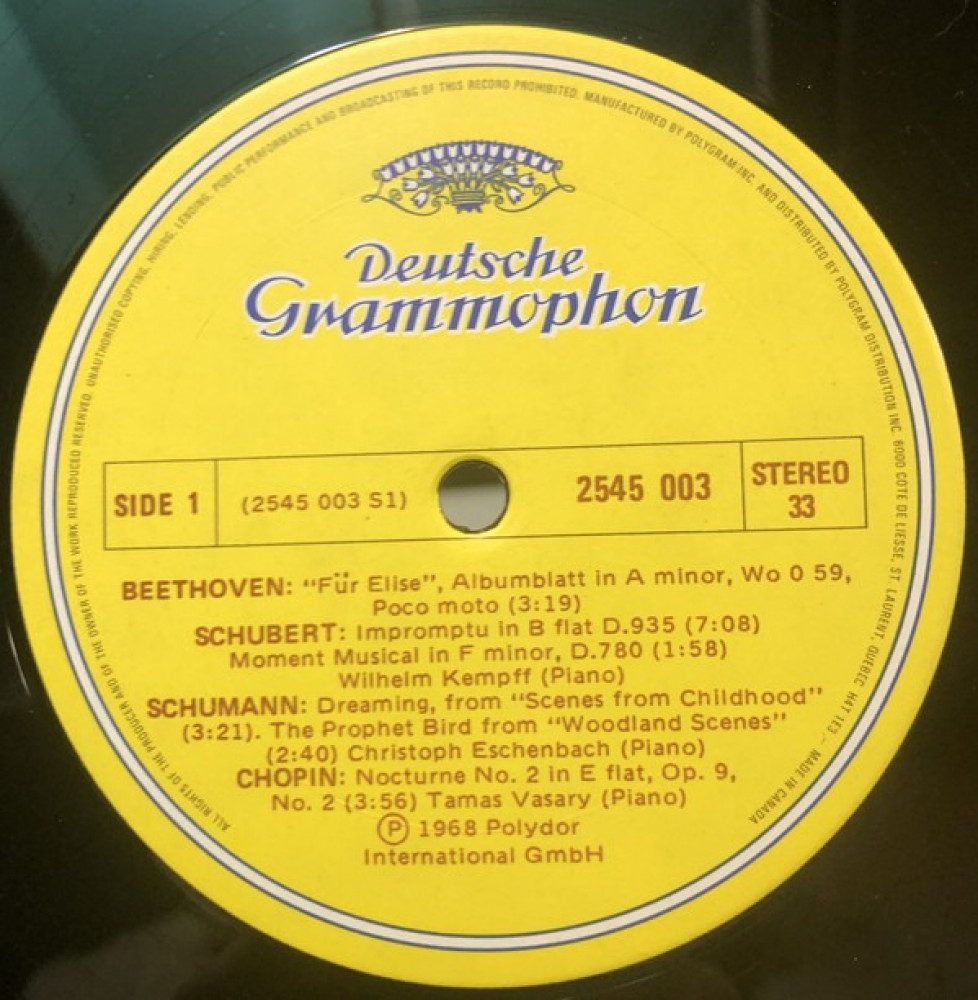 ALL RIGHTS OF THE PRODUCER AND OF THE OWNER OF THE WORK REPRODUCED RESERVED. UNAUTHORISED COPYING, HIRING, LENDING, PUBLIC PERFORMANCE AND BROADCASTING OF THIS RECORD PROHIBITED. MANUFACTURED BY POLYGRAM INC. AND DISTRIBUTED BY POLYGRAM DISTRIBUTION INC. 6000 COTE DE LIESSE, ST. LAURENT, QUEBEC H4T 1E3 - MADE IN CANADA
Deutsche
Grammophon
SIDE 1 (2545 003 S1) 2545 003 STEREO
33
BEETHOVEN: "Für Elise", Albumblatt in A minor, Wo 0 59,
Poco moto (3:19)
SCHUBERT: Impromptu in B flat D.935 (7:08)
Moment Musical in F minor, D.780 (1:58)
Wilhelm Kempff (Piano)
SCHUMANN: Dreaming, from "Scenes from Childhood"
(3:21). The Prophet Bird from "Woodland Scenes"
(2:40) Christoph Eschenbach (Piano)
CHOPIN: Nocturne No. 2 in E flat, Op. 9,
No. 2 (3:56) Tamas Vasary (Piano)
Ⓟ 1968 Polydor
International GmbH